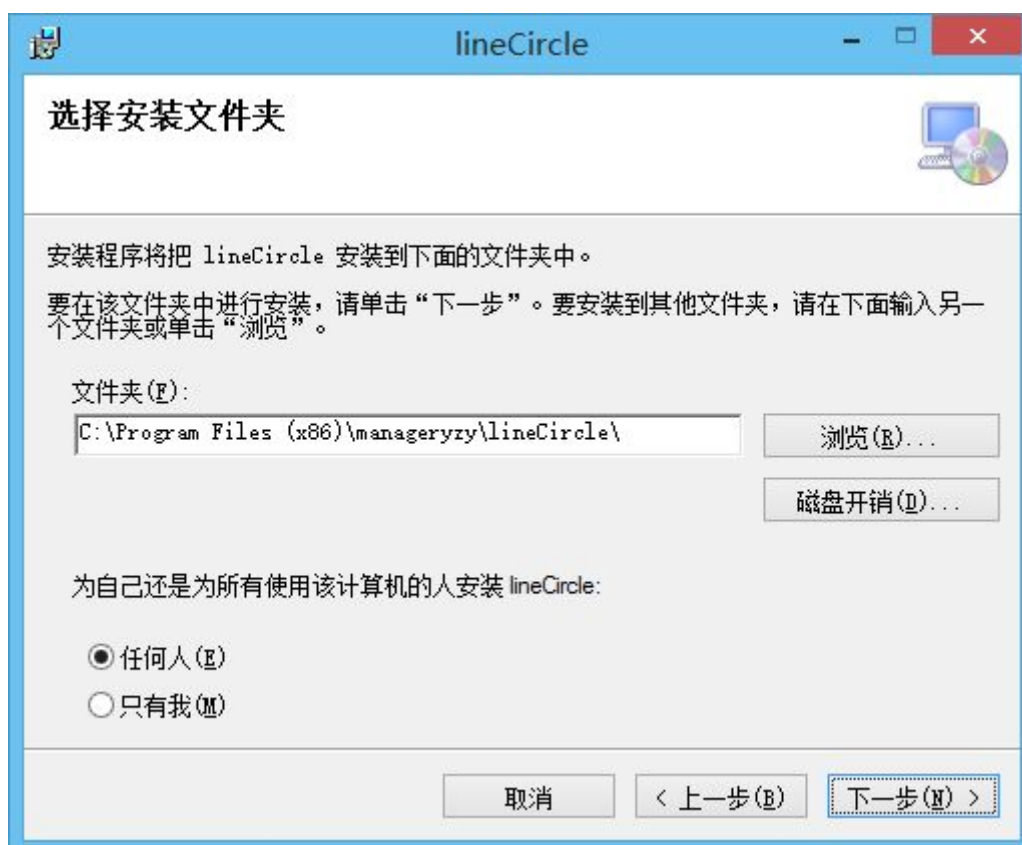 lineCircle
选择安装文件夹
安装程序将把 lineCircle 安装到下面的文件夹中。
要在该文件夹中进行安装，请单击“下一步”。要安装到其他文件夹，请在下面输入另一
个文件夹或单击“浏览”。
文件夹(F):
C:\Program Files (x86)\manageryzy\lineCircle\
浏览(R)...
磁盘开销(D)...
为自己还是为所有使用该计算机的人安装 lineCircle:
任何人(E)
只有我(M)
取消
< 上一步(B)
下一步(N) >